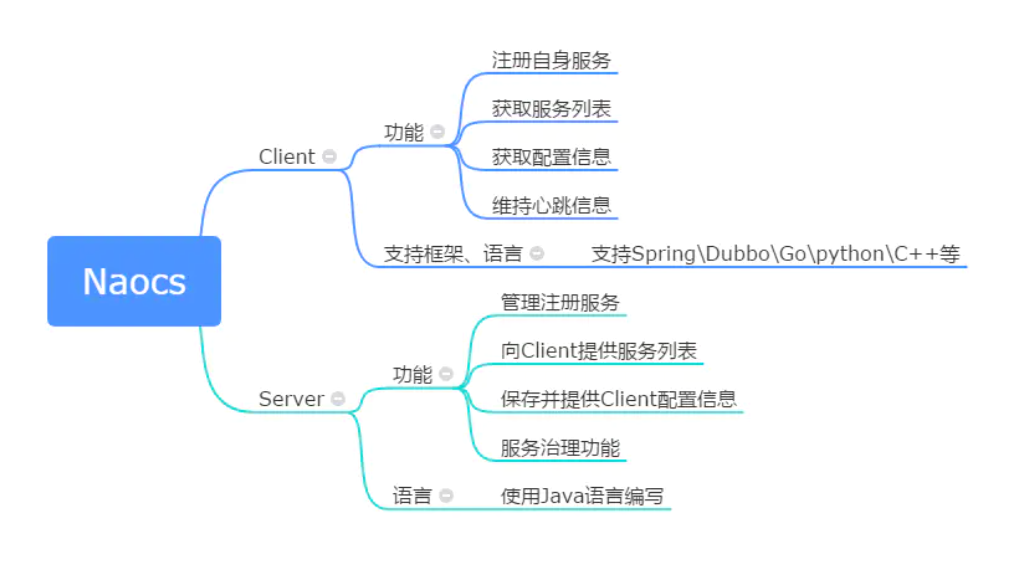 Naocs
Client
功能
注册自身服务
获取服务列表
获取配置信息
维持心跳信息
支持框架、语言
支持Spring\Dubbo\Go\python\C++等
Server
功能
管理注册服务
向Client提供服务列表
保存并提供Client配置信息
服务治理功能
语言
使用Java语言编写